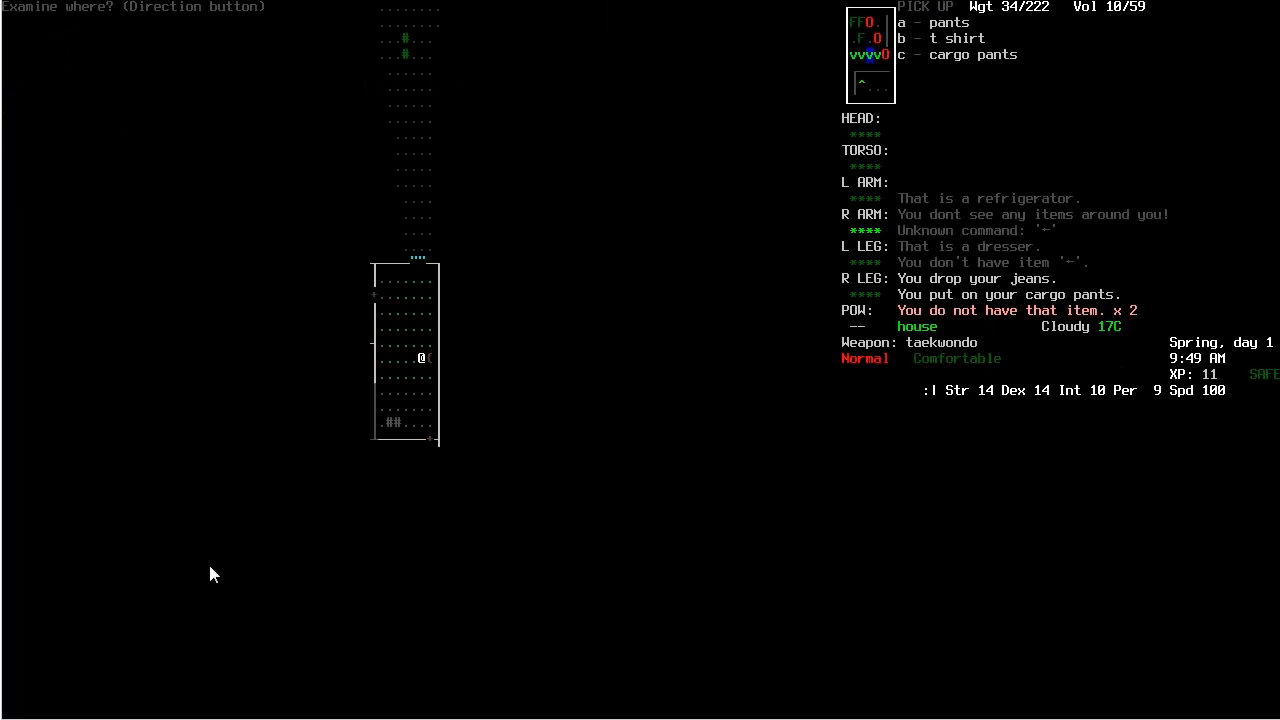 Examine where? (Direction button)
PICK UP Wgt 34/222 Vol 10/59
a - pants
b - t shirt
c - cargo pants
FFO.
.F.O
vvvvO
^...
HEAD:
****
TORSO:
****
L ARM:
**** That is a refrigerator.
R ARM: You dont see any items around you!
**** Unknown command: '←'
L LEG: That is a dresser.
**** You don't have item '←'.
R LEG: You drop your jeans.
**** You put on your cargo pants.
POW: You do not have that item. x 2
-- house Cloudy 17C
Weapon: taekwondo Spring, day 1
Normal Comfortable 9:49 AM
XP: 11 SAFE
:| Str 14 Dex 14 Int 10 Per 9 Spd 100